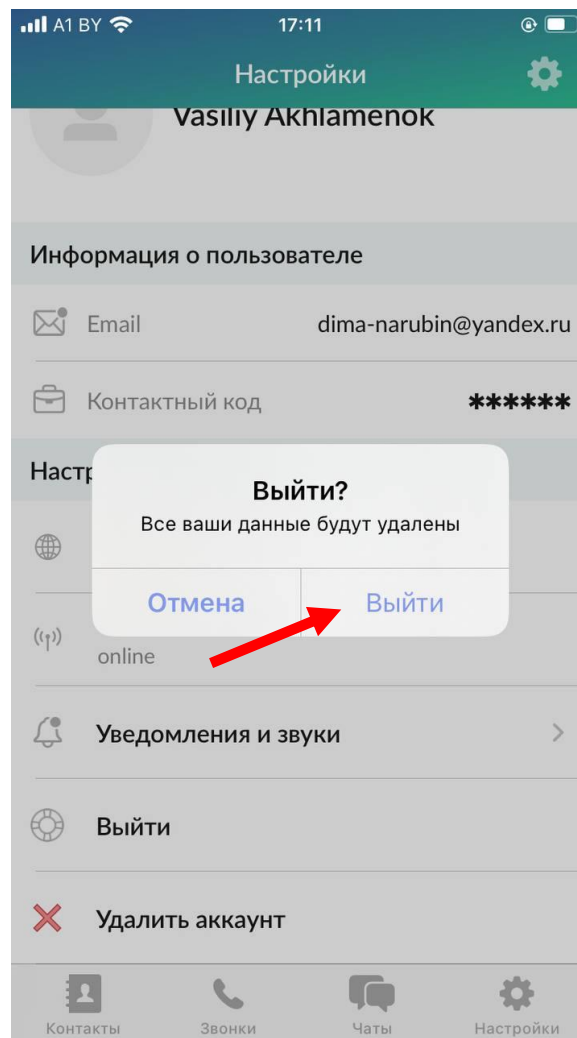 A1 BY 17:11
Настройки
Vasiliy Akhlamenok
Информация о пользователе
Email dima-narubin@yandex.ru
Контактный код ******
Наст
Выйти?
Все ваши данные будут удалены
Отмена Выйти
online
Уведомления и звуки
Выйти
Удалить аккаунт
Контакты Звонки Чаты Настройки